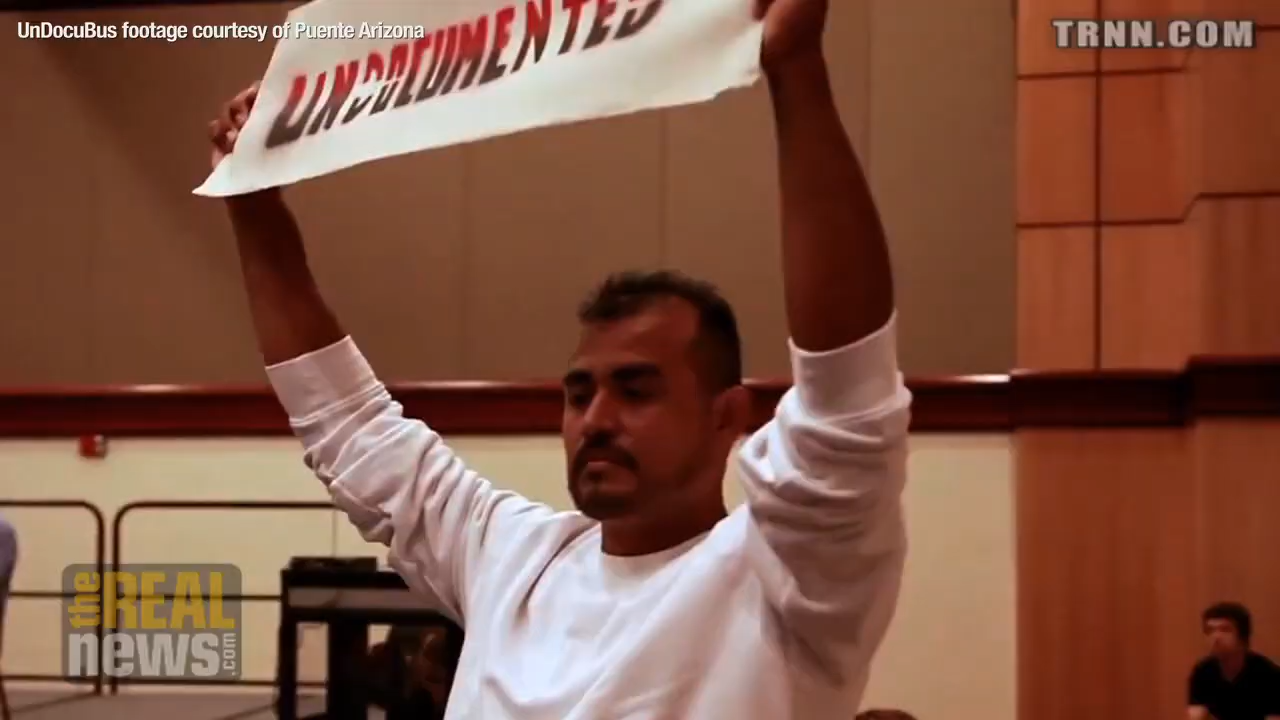 UnDocuBus footage courtesy of Puente Arizona
TRNN.COM
UNDOCUMENTED
the
REAL
news.com